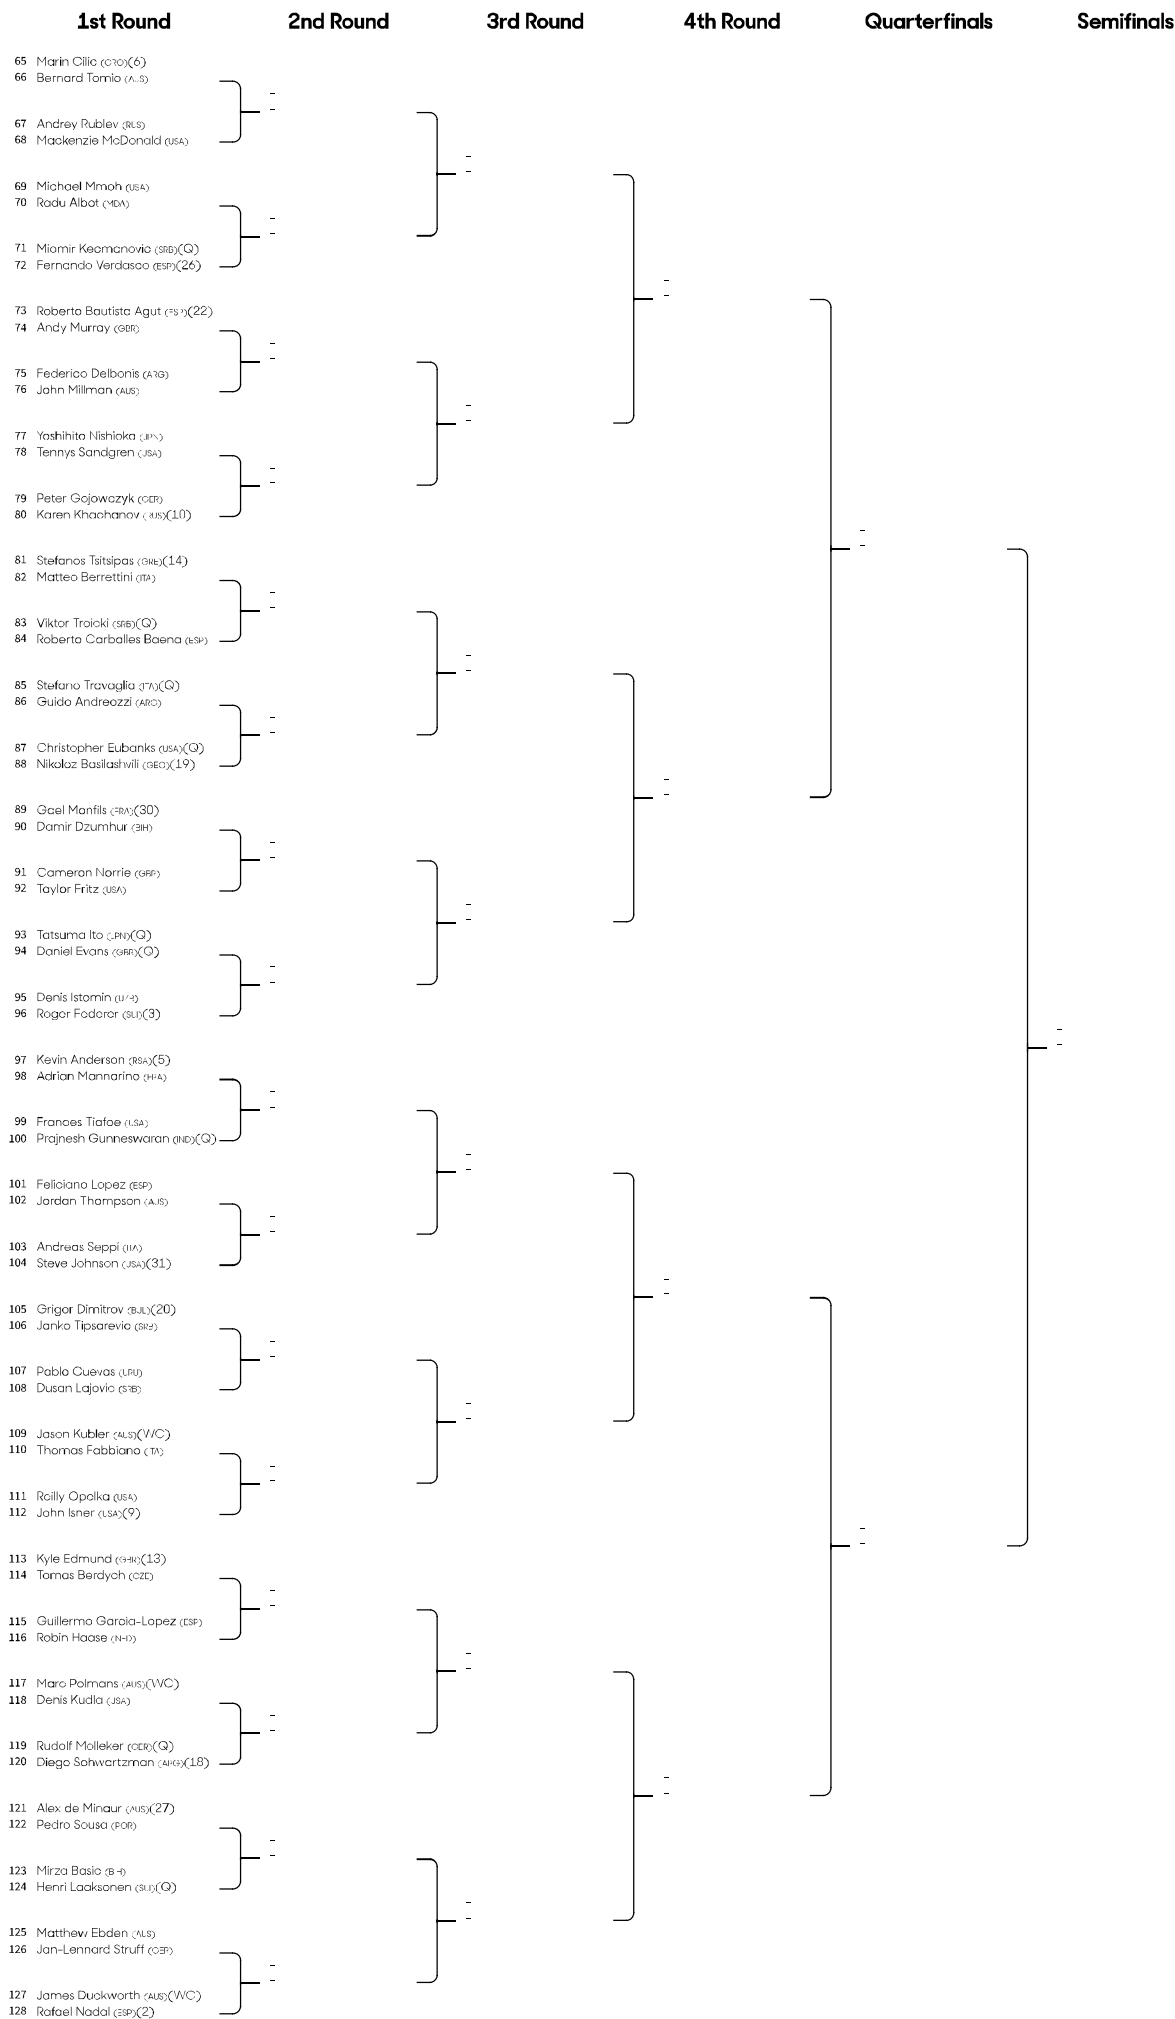 1st Round 2nd Round 3rd Round 4th Round Quarterfinals Semifinals
65 Marin Cilic (CRO)(6)
66 Bernard Tomic (AUS)
67 Andrey Rublev (RUS)
68 Mackenzie McDonald (USA)
69 Michael Mmoh (USA)
70 Radu Albot (MDA)
71 Miomir Kecmanovic (SRB)(Q)
72 Fernando Verdasco (ESP)(26)
73 Roberto Bautista Agut (ESP)(22)
74 Andy Murray (GBR)
75 Federico Delbonis (ARG)
76 John Millman (AUS)
77 Yoshihito Nishioka (JPN)
78 Tennys Sandgren (USA)
79 Peter Gojowczyk (GER)
80 Karen Khachanov (RUS)(10)
81 Stefanos Tsitsipas (GRE)(14)
82 Matteo Berrettini (ITA)
83 Viktor Troicki (SRB)(Q)
84 Roberto Carballes Baena (ESP)
85 Stefano Travaglia (ITA)(Q)
86 Guido Andreozzi (ARG)
87 Christopher Eubanks (USA)(Q)
88 Nikoloz Basilashvili (GEO)(19)
89 Gael Monfils (FRA)(30)
90 Damir Dzumhur (BIH)
91 Cameron Norrie (GBR)
92 Taylor Fritz (USA)
93 Tatsuma Ito (JPN)(Q)
94 Daniel Evans (GBR)(Q)
95 Denis Istomin (UZB)
96 Roger Federer (SUI)(3)
97 Kevin Anderson (RSA)(5)
98 Adrian Mannarino (FRA)
99 Frances Tiafoe (USA)
100 Prajnesh Gunneswaran (IND)(Q)
101 Feliciano Lopez (ESP)
102 Jordan Thompson (AUS)
103 Andreas Seppi (ITA)
104 Steve Johnson (USA)(31)
105 Grigor Dimitrov (BUL)(20)
106 Janko Tipsarevic (SRB)
107 Pablo Cuevas (URU)
108 Dusan Lajovic (SRB)
109 Jason Kubler (AUS)(WC)
110 Thomas Fabbiano (ITA)
111 Reilly Opelka (USA)
112 John Isner (USA)(9)
113 Kyle Edmund (GBR)(13)
114 Tomas Berdych (CZE)
115 Guillermo Garcia-Lopez (ESP)
116 Robin Haase (NED)
117 Marc Polmans (AUS)(WC)
118 Denis Kudla (USA)
119 Rudolf Molleker (GER)(Q)
120 Diego Schwartzman (ARG)(18)
121 Alex de Minaur (AUS)(27)
122 Pedro Sousa (POR)
123 Mirza Basic (BIH)
124 Henri Laaksonen (SUI)(Q)
125 Matthew Ebden (AUS)
126 Jan-Lennard Struff (GER)
127 James Duckworth (AUS)(WC)
128 Rafael Nadal (ESP)(2)